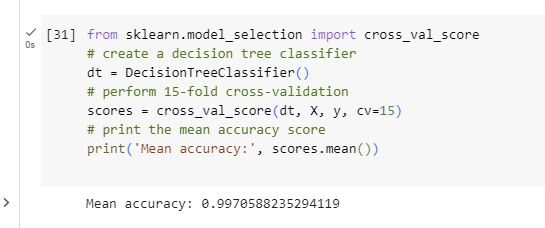 [31] from sklearn.model_selection import cross_val_score
0s
# create a decision tree classifier
dt = DecisionTreeClassifier()
# perform 15-fold cross-validation
scores = cross_val_score(dt, X, y, cv=15)
# print the mean accuracy score
print('Mean accuracy:', scores.mean())
Mean accuracy: 0.9970588235294119